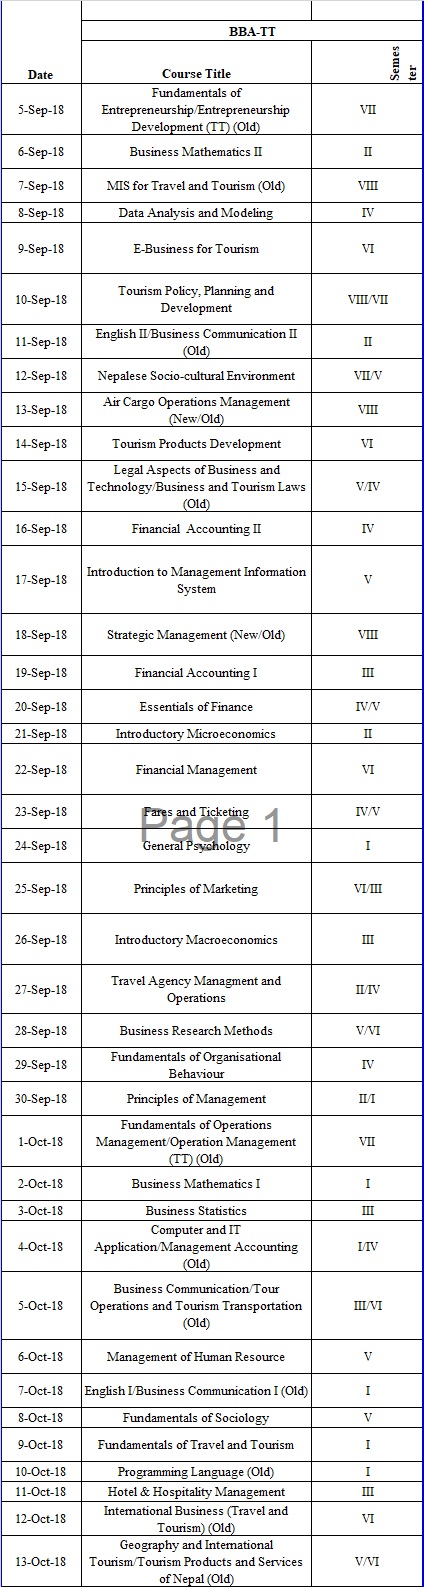 BBA-TT
Date
Course Title
Semes
ter
5-Sep-18
Fundamentals of
Entrepreneurship/Entrepreneurship
Development (TT) (Old)
VII
6-Sep-18
Business Mathematics II
II
7-Sep-18
MIS for Travel and Tourism (Old)
VIII
8-Sep-18
Data Analysis and Modeling
IV
9-Sep-18
E-Business for Tourism
VI
10-Sep-18
Tourism Policy, Planning and
Development
VIII/VII
11-Sep-18
English II/Business Communication II
(Old)
II
12-Sep-18
Nepalese Socio-cultural Environment
VII/V
13-Sep-18
Air Cargo Operations Management
(New/Old)
VIII
14-Sep-18
Tourism Products Development
VI
15-Sep-18
Legal Aspects of Business and
Technology/Business and Tourism Laws
(Old)
V/IV
16-Sep-18
Financial  Accounting II
IV
17-Sep-18
Introduction to Management Information
System
V
18-Sep-18
Strategic Management (New/Old)
VIII
19-Sep-18
Financial Accounting I
III
20-Sep-18
Essentials of Finance
IV/V
21-Sep-18
Introductory Microeconomics
II
22-Sep-18
Financial Management
VI
23-Sep-18
Fares and Ticketing
IV/V
Page 1
24-Sep-18
General Psychology
I
25-Sep-18
Principles of Marketing
VI/III
26-Sep-18
Introductory Macroeconomics
III
27-Sep-18
Travel Agency Managment and
Operations
II/IV
28-Sep-18
Business Research Methods
V/VI
29-Sep-18
Fundamentals of Organisational
Behaviour
IV
30-Sep-18
Principles of Management
II/I
1-Oct-18
Fundamentals of Operations
Management/Operation Management
(TT) (Old)
VII
2-Oct-18
Business Mathematics I
I
3-Oct-18
Business Statistics
III
4-Oct-18
Computer and IT
Application/Management Accounting
(Old)
I/IV
5-Oct-18
Business Communication/Tour
Operations and Tourism Transportation
(Old)
III/VI
6-Oct-18
Management of Human Resource
V
7-Oct-18
English I/Business Communication I (Old)
I
8-Oct-18
Fundamentals of Sociology
V
9-Oct-18
Fundamentals of Travel and Tourism
I
10-Oct-18
Programming Language (Old)
I
11-Oct-18
Hotel & Hospitality Management
III
12-Oct-18
International Business (Travel and
Tourism) (Old)
VI
13-Oct-18
Geography and International
Tourism/Tourism Products and Services
of Nepal (Old)
V/VI